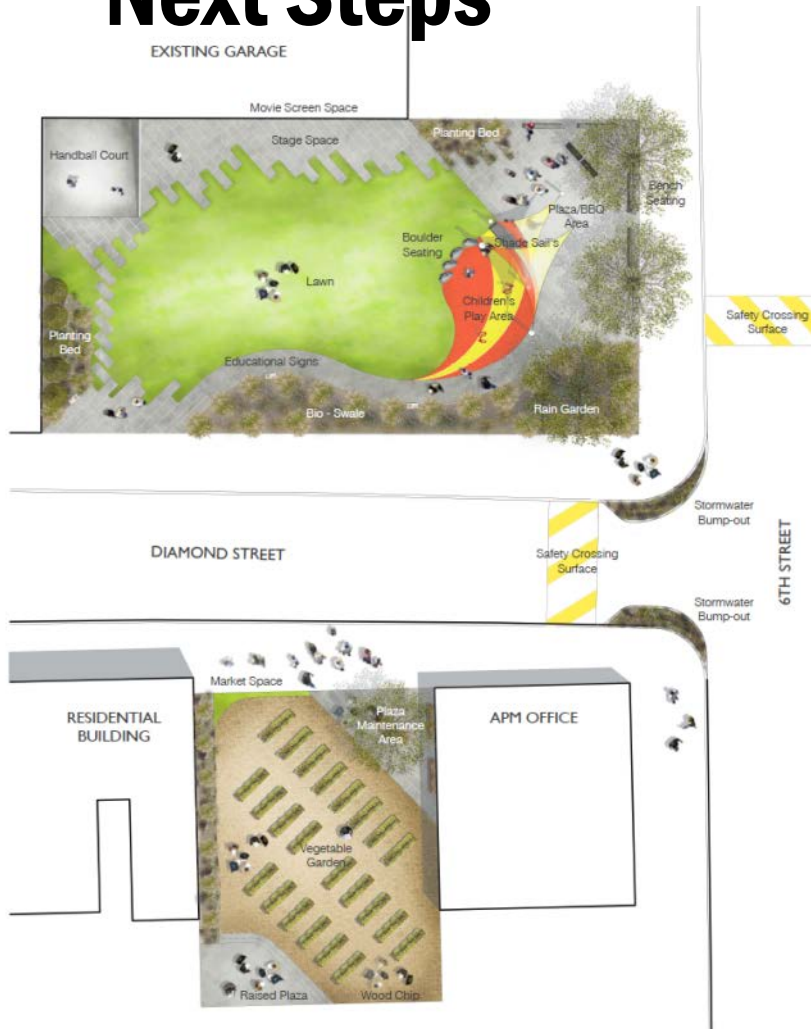 Next Steps
EXISTING GARAGE
Movie Screen Space
Handball Court
Stage Space
Planting Bed
Bench
Seating
Plaza/BBQ
Area
Boulder
Seating
Shade Sails
Lawn
Children's
Play Area
Safety Crossing
Surface
Planting
Bed
Educational Signs
Bio - Swale
Rain Garden
Stormwater
Bump-out
DIAMOND STREET
Safety Crossing
Surface
6TH STREET
Stormwater
Bump-out
Market Space
RESIDENTIAL
BUILDING
Plaza
Maintenance
Area
APM OFFICE
Vegetable
Garden
Raised Plaza
Wood Chip